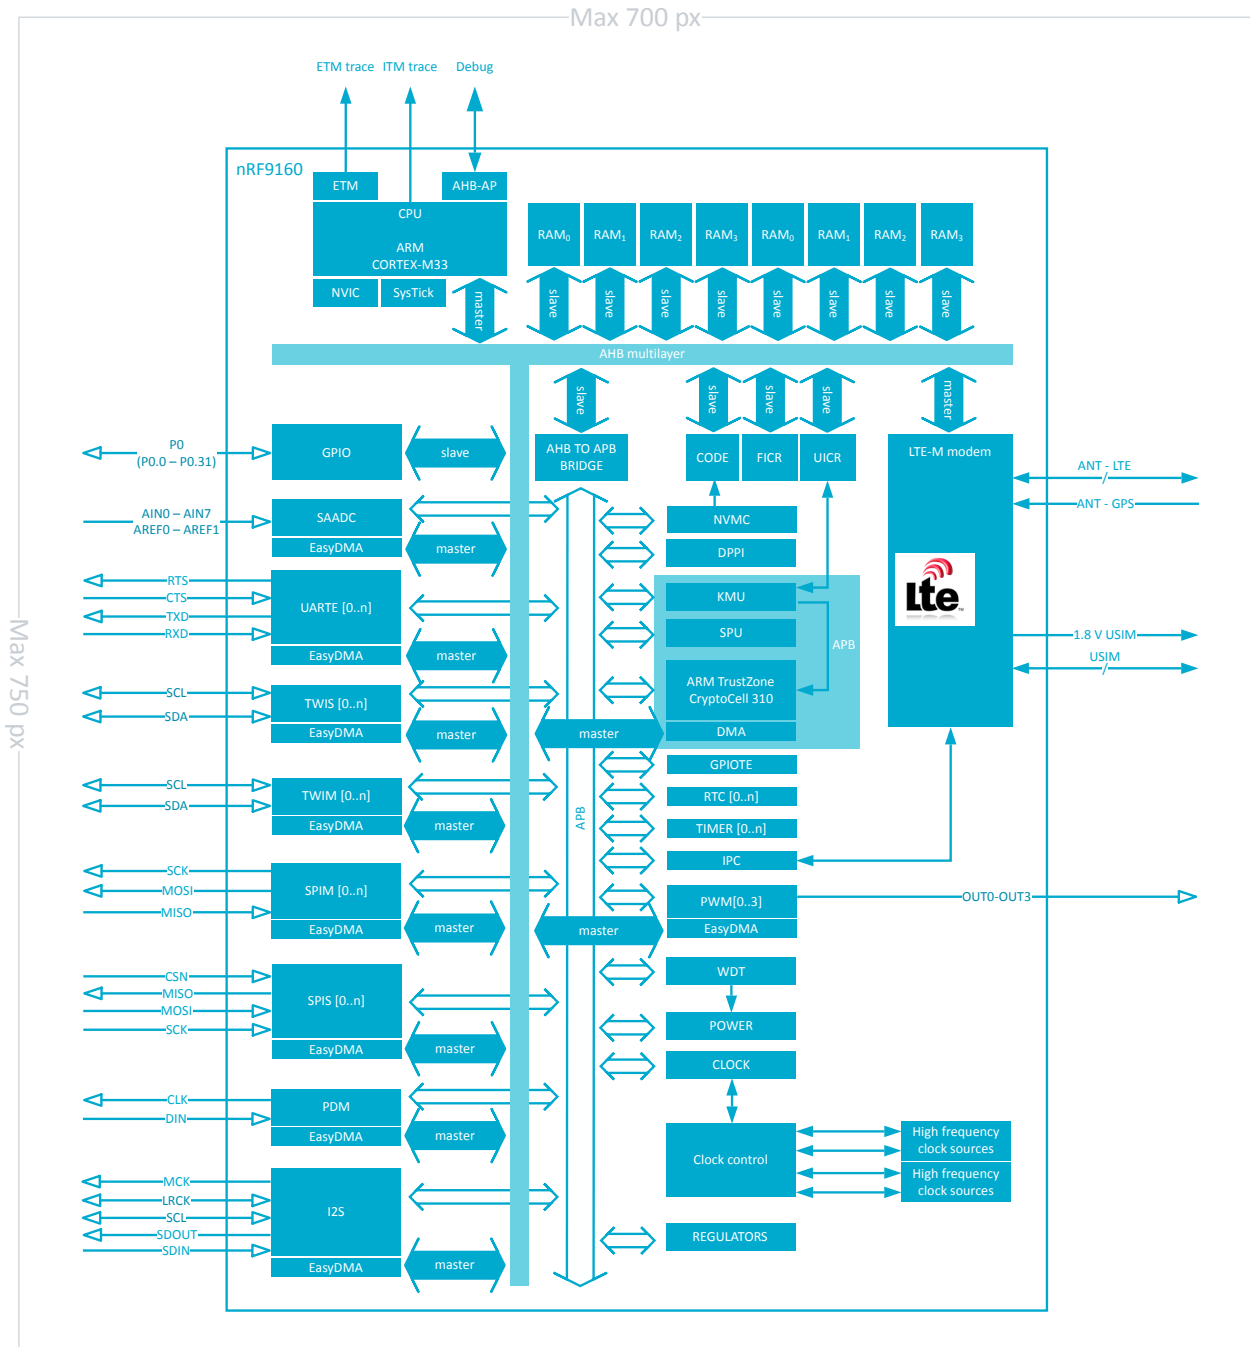 Max 700 px
Max 750 px
ETM trace
ITM trace
Debug
nRF9160
ETM
AHB-AP
CPU
ARM
CORTEX-M33
NVIC
SysTick
master
RAM0
RAM1
RAM2
RAM3
RAM0
RAM1
RAM2
RAM3
slave
slave
slave
slave
slave
slave
slave
slave
AHB multilayer
slave
slave
slave
slave
master
P0
(P0.0 – P0.31)
GPIO
slave
AHB TO APB
BRIDGE
CODE
FICR
UICR
LTE-M modem
ANT - LTE
ANT - GPS
Lte
™
1.8 V USIM
USIM
AIN0 – AIN7
AREF0 – AREF1
SAADC
EasyDMA
master
NVMC
DPPI
RTS
CTS
TXD
RXD
UARTE [0..n]
EasyDMA
master
KMU
SPU
APB
ARM TrustZone
CryptoCell 310
DMA
master
SCL
SDA
TWIS [0..n]
EasyDMA
master
GPIOTE
RTC [0..n]
TIMER [0..n]
IPC
APB
SCL
SDA
TWIM [0..n]
EasyDMA
master
SCK
MOSI
MISO
SPIM [0..n]
EasyDMA
master
master
PWM[0..3]
EasyDMA
OUT0-OUT3
CSN
MISO
MOSI
SCK
SPIS [0..n]
EasyDMA
master
WDT
POWER
CLOCK
CLK
DIN
PDM
EasyDMA
master
Clock control
High frequency
clock sources
High frequency
clock sources
MCK
LRCK
SCL
SDOUT
SDIN
I2S
EasyDMA
master
REGULATORS